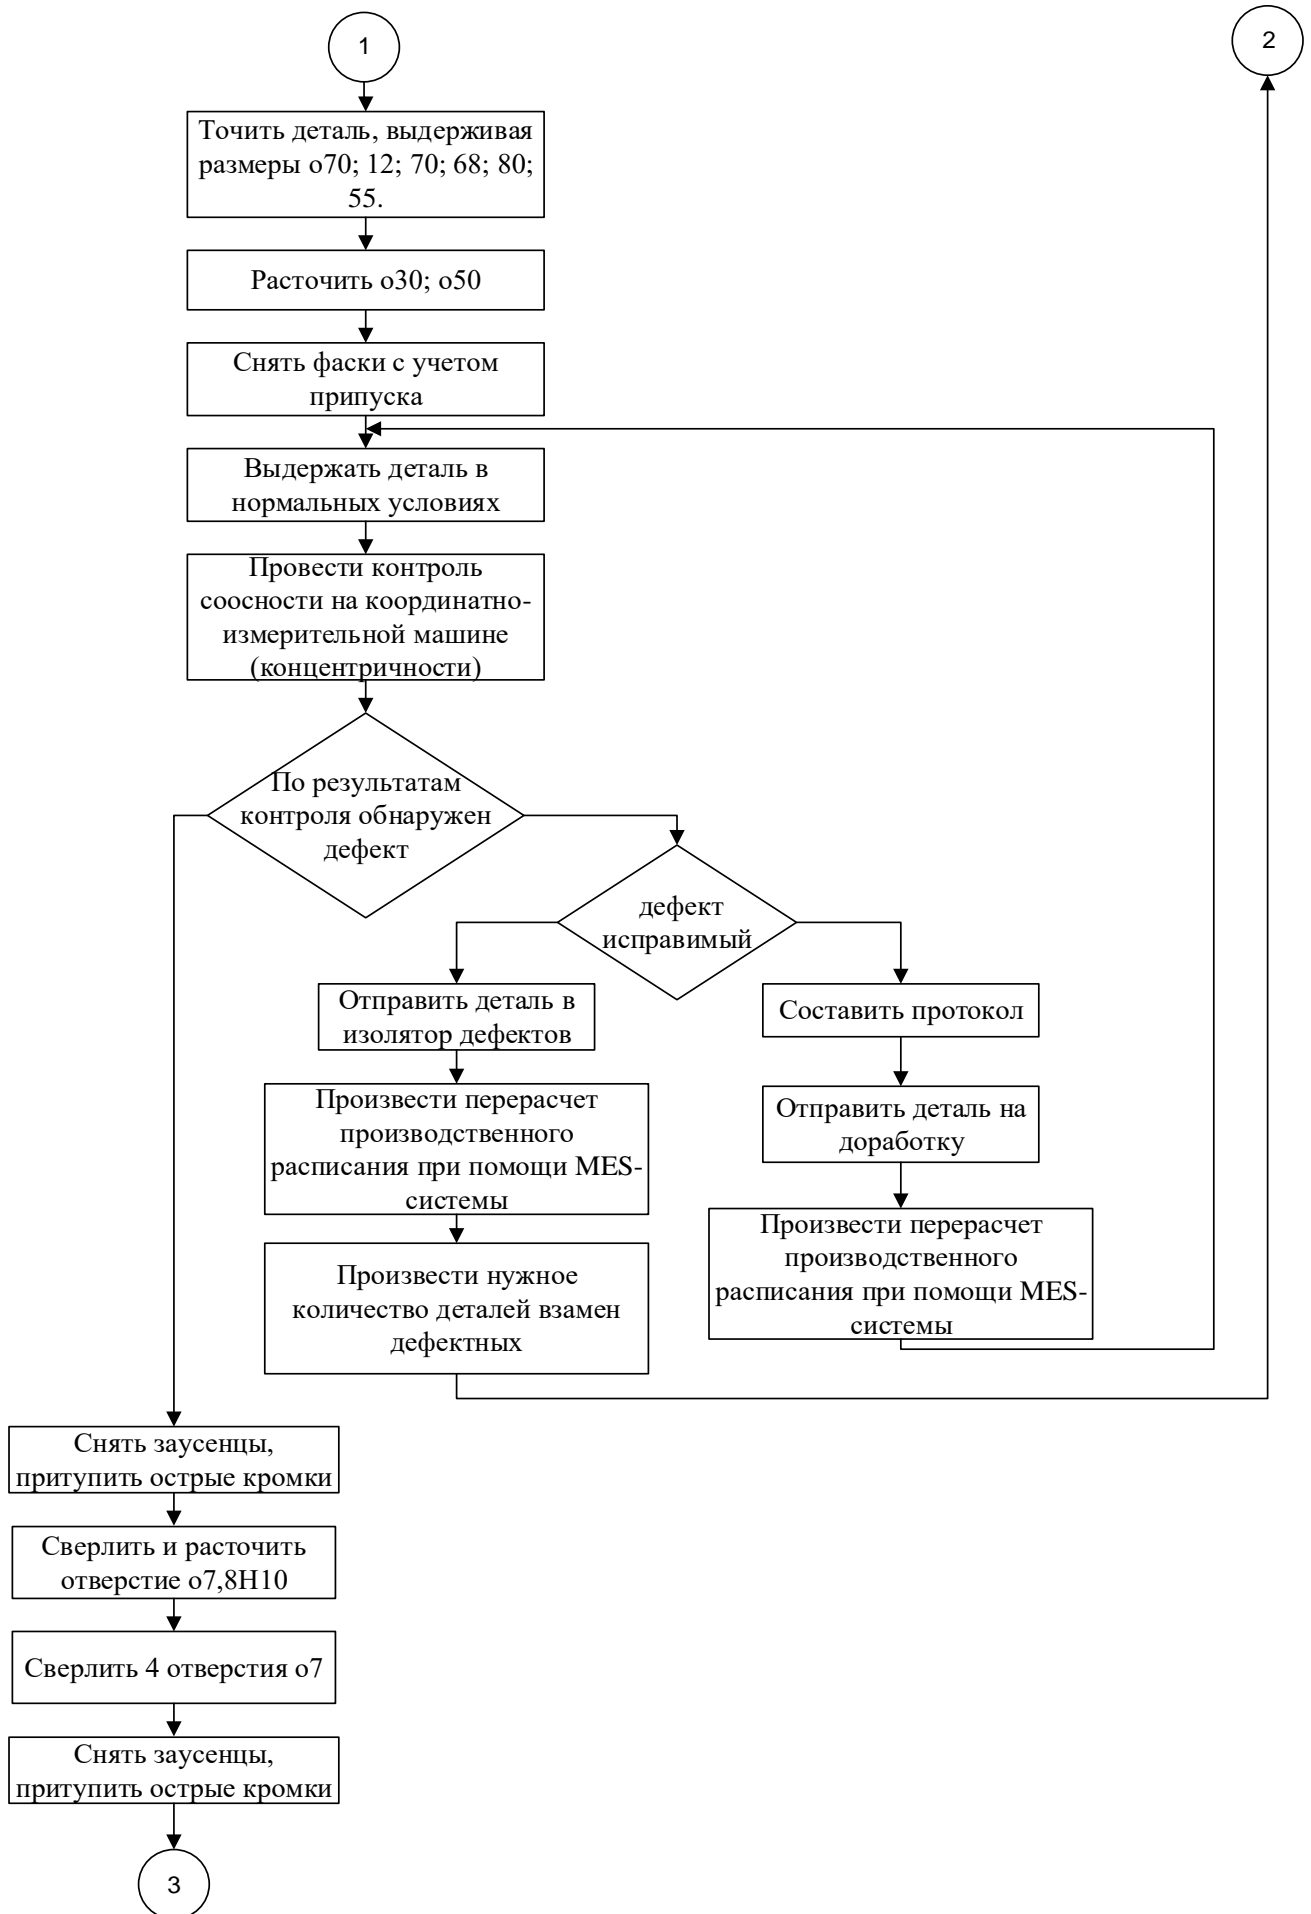 1
2
Точить деталь, выдерживая
размеры о70; 12; 70; 68; 80;
55.
Расточить о30; о50
Снять фаски с учетом
припуска
Выдержать деталь в
нормальных условиях
Провести контроль
соосности на координатно-
измерительной машине
(концентричности)
По результатам
контроля обнаружен
дефект
дефект
исправимый
Отправить деталь в
изолятор дефектов
Составить протокол
Произвести перерасчет
производственного
расписания при помощи MES-
системы
Отправить деталь на
доработку
Произвести нужное
количество деталей взамен
дефектных
Произвести перерасчет
производственного
расписания при помощи MES-
системы
Снять заусенцы,
притупить острые кромки
Сверлить и расточить
отверстие о7,8Н10
Сверлить 4 отверстия о7
Снять заусенцы,
притупить острые кромки
3